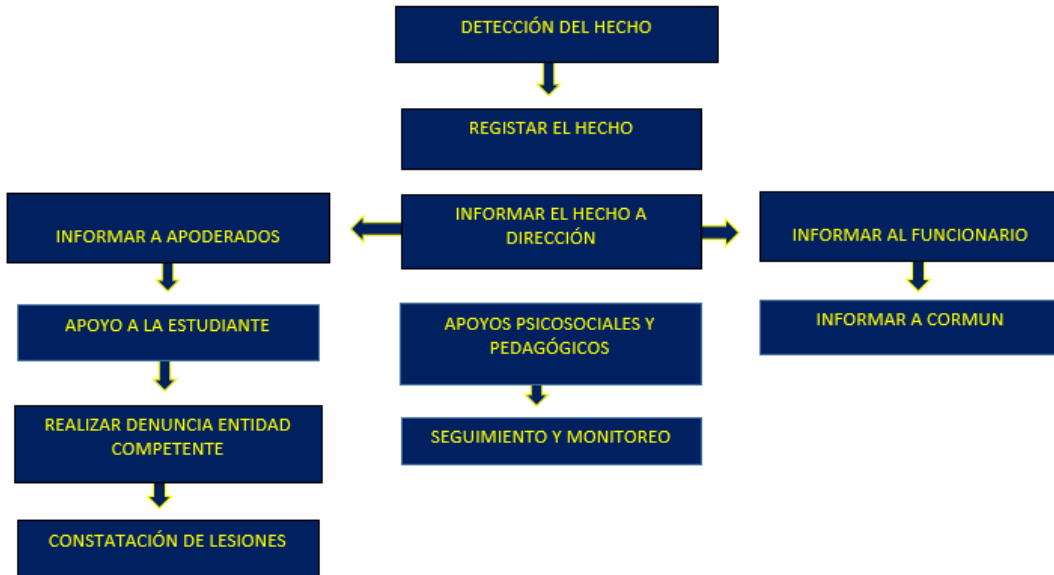 DETECCIÓN DEL HECHO
REGISTAR EL HECHO
INFORMAR EL HECHO A
DIRECCIÓN
INFORMAR A APODERADOS
INFORMAR AL FUNCIONARIO
APOYO A LA ESTUDIANTE
APOYOS PSICOSOCIALES Y
PEDAGÓGICOS
INFORMAR A CORMUN
REALIZAR DENUNCIA ENTIDAD
COMPETENTE
SEGUIMIENTO Y MONITOREO
CONSTATACIÓN DE LESIONES